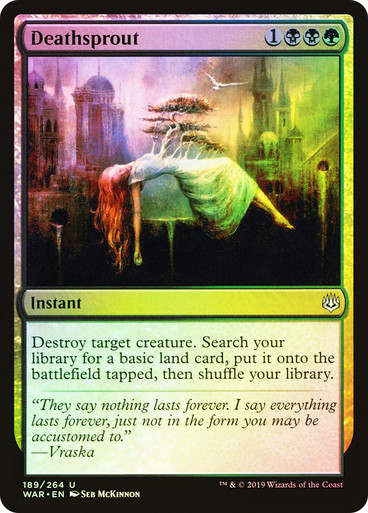 Deathsprout 1
Instant
Destroy target creature. Search your
library for a basic land card, put it onto the
battlefield tapped, then shuffle your library.
“They say nothing lasts forever. I say everything
lasts forever, just not in the form you may be
accustomed to.”
—Vraska
189/264 U
WAR • EN Seb McKinnon
™ & © 2019 Wizards of the Coast